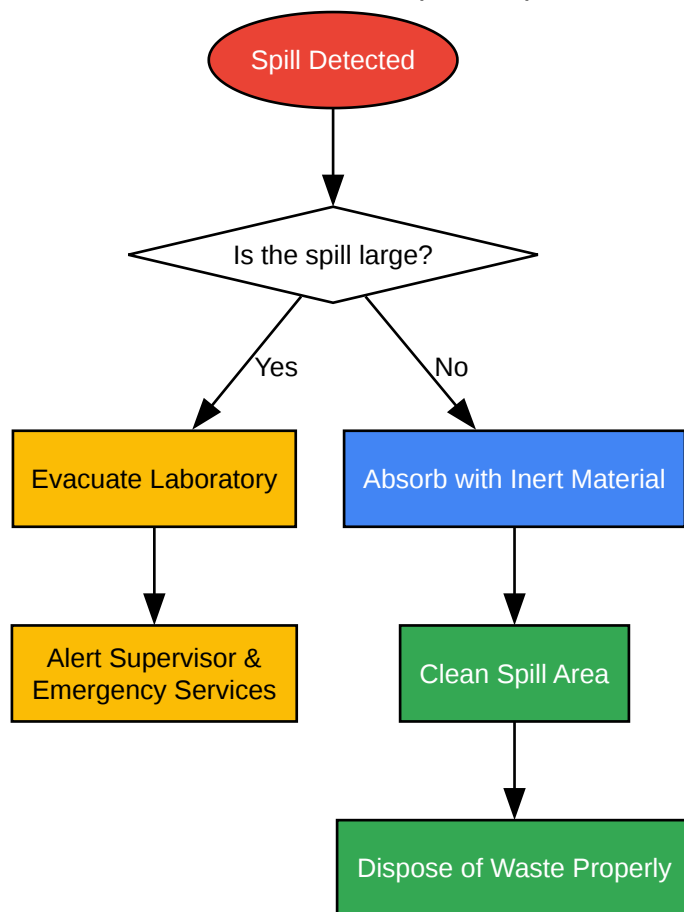 Spill Detected
Is the spill large?
Yes
No
Evacuate Laboratory
Absorb with Inert Material
Alert Supervisor &
Emergency Services
Clean Spill Area
Dispose of Waste Properly